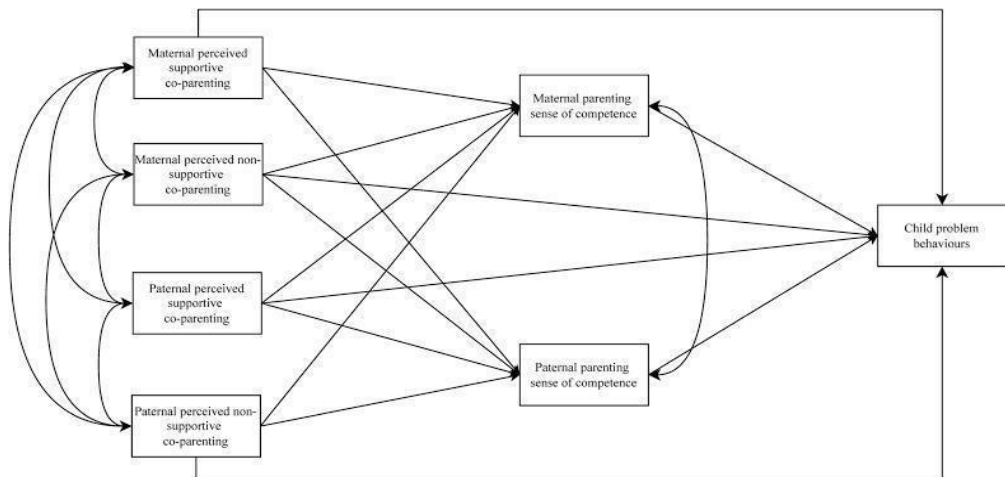 Maternal perceived
supportive
co-parenting
Maternal perceived non-
supportive
co-parenting
Paternal perceived
supportive
co-parenting
Paternal perceived non-
supportive
co-parenting
Maternal parenting
sense of competence
Paternal parenting
sense of competence
Child problem
behaviours